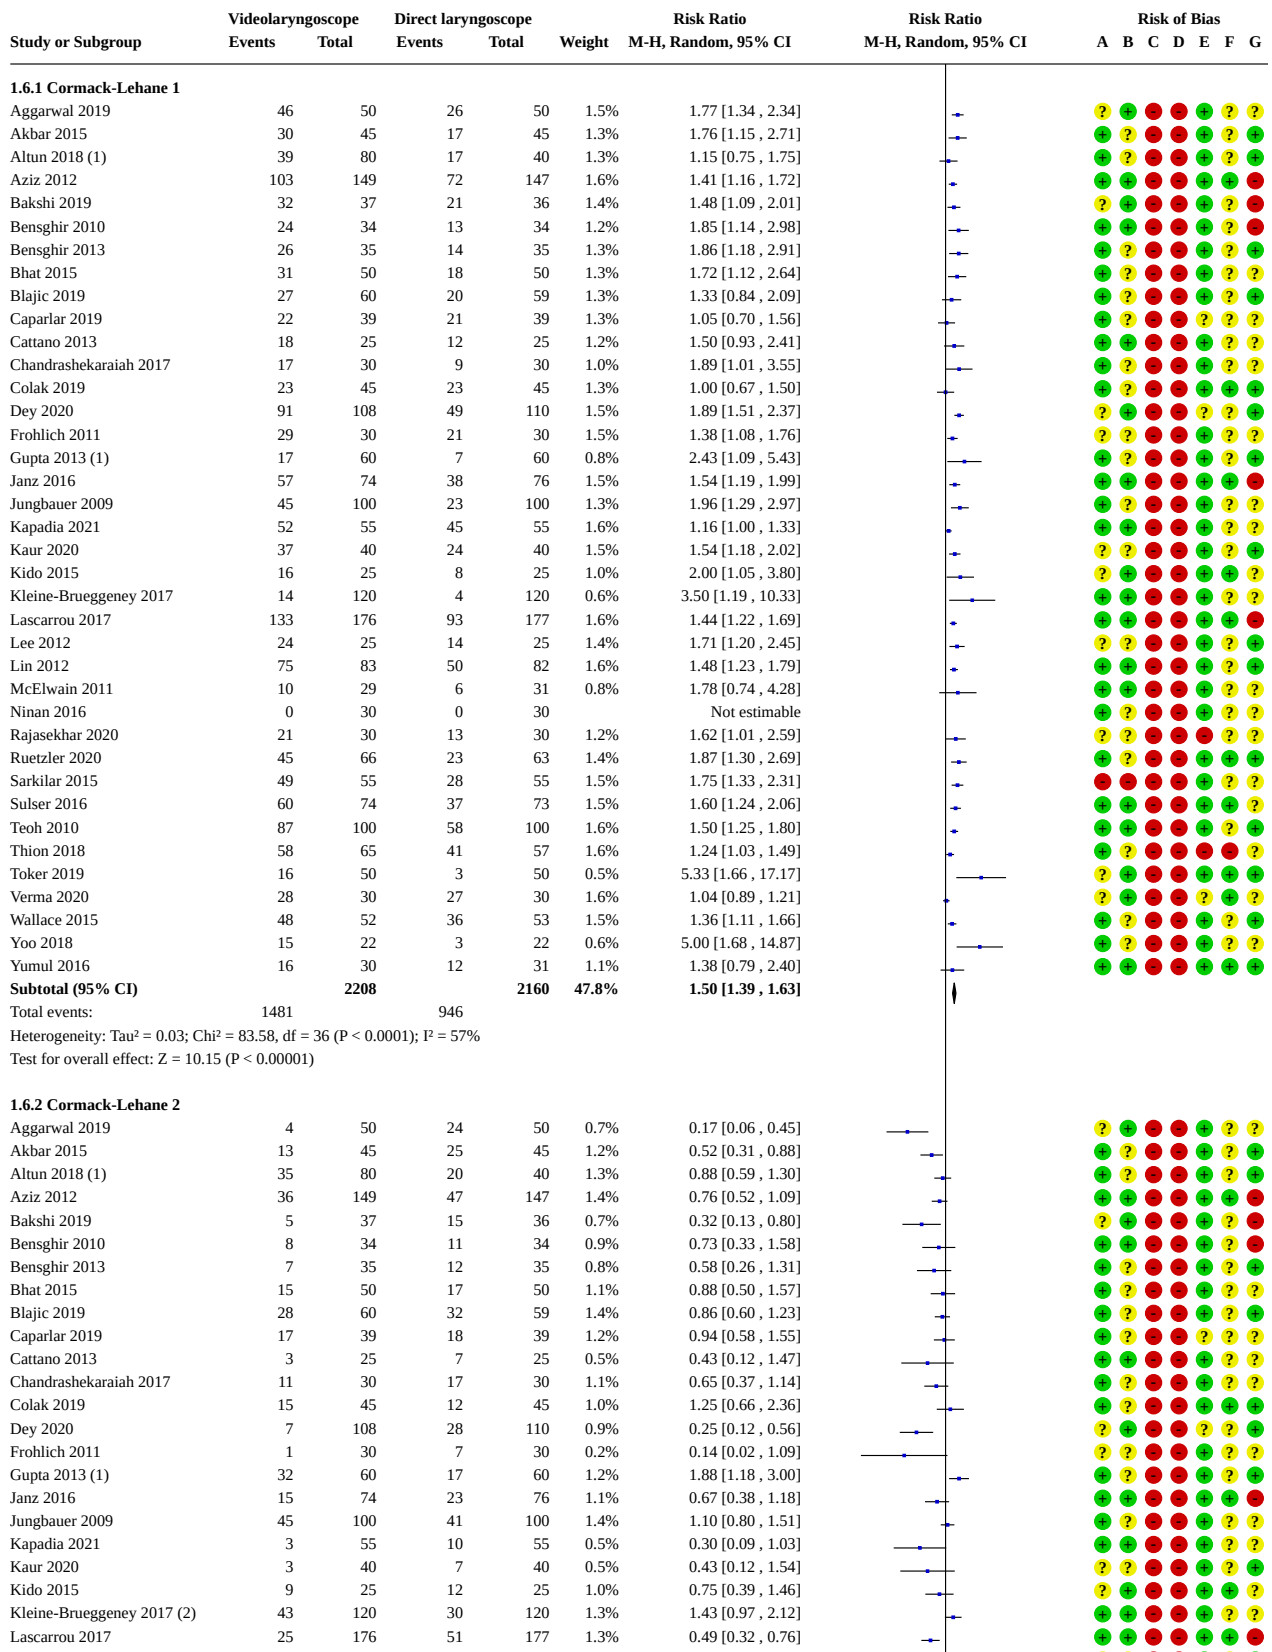 Videolaryngoscope Direct laryngoscope Risk Ratio Risk Ratio Risk of Bias
Study or Subgroup Events Total Events Total Weight M-H, Random, 95% CI M-H, Random, 95% CI A B C D E F G
1.6.1 Cormack-Lehane 1
Aggarwal 2019 46 50 26 50 1.5% 1.77 [1.34 , 2.34] ? + - - + ? ?
Akbar 2015 30 45 17 45 1.3% 1.76 [1.15 , 2.71] + ? - - + ? +
Altun 2018 (1) 39 80 17 40 1.3% 1.15 [0.75 , 1.75] + ? - - + ? +
Aziz 2012 103 149 72 147 1.6% 1.41 [1.16 , 1.72] + + - - + + -
Bakshi 2019 32 37 21 36 1.4% 1.48 [1.09 , 2.01] ? + - - + ? -
Bensghir 2010 24 34 13 34 1.2% 1.85 [1.14 , 2.98] + + - - + ? -
Bensghir 2013 26 35 14 35 1.3% 1.86 [1.18 , 2.91] + ? - - + ? +
Bhat 2015 31 50 18 50 1.3% 1.72 [1.12 , 2.64] + ? - - + ? ?
Blajic 2019 27 60 20 59 1.3% 1.33 [0.84 , 2.09] + ? - - + ? +
Caparlar 2019 22 39 21 39 1.3% 1.05 [0.70 , 1.56] + ? - - ? ? ?
Cattano 2013 18 25 12 25 1.2% 1.50 [0.93 , 2.41] + + - - + ? ?
Chandrashekaraiah 2017 17 30 9 30 1.0% 1.89 [1.01 , 3.55] + ? - - + ? ?
Colak 2019 23 45 23 45 1.3% 1.00 [0.67 , 1.50] + ? - - + + +
Dey 2020 91 108 49 110 1.5% 1.89 [1.51 , 2.37] ? + - - ? ? +
Frohlich 2011 29 30 21 30 1.5% 1.38 [1.08 , 1.76] ? ? - - + ? ?
Gupta 2013 (1) 17 60 7 60 0.8% 2.43 [1.09 , 5.43] + ? - - + ? +
Janz 2016 57 74 38 76 1.5% 1.54 [1.19 , 1.99] + + - - + + -
Jungbauer 2009 45 100 23 100 1.3% 1.96 [1.29 , 2.97] + ? - - + ? ?
Kapadia 2021 52 55 45 55 1.6% 1.16 [1.00 , 1.33] + + - - + ? ?
Kaur 2020 37 40 24 40 1.5% 1.54 [1.18 , 2.02] ? ? - - + ? +
Kido 2015 16 25 8 25 1.0% 2.00 [1.05 , 3.80] ? + - - + + ?
Kleine-Brueggeney 2017 14 120 4 120 0.6% 3.50 [1.19 , 10.33] + + - - + ? ?
Lascarrou 2017 133 176 93 177 1.6% 1.44 [1.22 , 1.69] + + - - + + -
Lee 2012 24 25 14 25 1.4% 1.71 [1.20 , 2.45] ? ? - - + ? +
Lin 2012 75 83 50 82 1.6% 1.48 [1.23 , 1.79] + + - - + ? +
McElwain 2011 10 29 6 31 0.8% 1.78 [0.74 , 4.28] + + - - + ? ?
Ninan 2016 0 30 0 30 Not estimable + ? - - + ? ?
Rajasekhar 2020 21 30 13 30 1.2% 1.62 [1.01 , 2.59] ? ? - - - ? ?
Ruetzler 2020 45 66 23 63 1.4% 1.87 [1.30 , 2.69] + ? - - + + +
Sarkilar 2015 49 55 28 55 1.5% 1.75 [1.33 , 2.31] - - - - + ? ?
Sulser 2016 60 74 37 73 1.5% 1.60 [1.24 , 2.06] + + - - + + ?
Teoh 2010 87 100 58 100 1.6% 1.50 [1.25 , 1.80] + + - - + ? +
Thion 2018 58 65 41 57 1.6% 1.24 [1.03 , 1.49] + ? - - - - ?
Toker 2019 16 50 3 50 0.5% 5.33 [1.66 , 17.17] ? + - - + + +
Verma 2020 28 30 27 30 1.6% 1.04 [0.89 , 1.21] ? + - - ? + ?
Wallace 2015 48 52 36 53 1.5% 1.36 [1.11 , 1.66] + ? - - + ? +
Yoo 2018 15 22 3 22 0.6% 5.00 [1.68 , 14.87] + ? - - + ? ?
Yumul 2016 16 30 12 31 1.1% 1.38 [0.79 , 2.40] + + - - + + +
Subtotal (95% CI) 2208 2160 47.8% 1.50 [1.39 , 1.63]
Total events: 1481 946
Heterogeneity: Tau² = 0.03; Chi² = 83.58, df = 36 (P < 0.0001); I² = 57%
Test for overall effect: Z = 10.15 (P < 0.00001)
1.6.2 Cormack-Lehane 2
Aggarwal 2019 4 50 24 50 0.7% 0.17 [0.06 , 0.45] ? + - - + ? ?
Akbar 2015 13 45 25 45 1.2% 0.52 [0.31 , 0.88] + ? - - + ? +
Altun 2018 (1) 35 80 20 40 1.3% 0.88 [0.59 , 1.30] + ? - - + ? +
Aziz 2012 36 149 47 147 1.4% 0.76 [0.52 , 1.09] + + - - + + -
Bakshi 2019 5 37 15 36 0.7% 0.32 [0.13 , 0.80] ? + - - + ? -
Bensghir 2010 8 34 11 34 0.9% 0.73 [0.33 , 1.58] + + - - + ? -
Bensghir 2013 7 35 12 35 0.8% 0.58 [0.26 , 1.31] + ? - - + ? +
Bhat 2015 15 50 17 50 1.1% 0.88 [0.50 , 1.57] + ? - - + ? ?
Blajic 2019 28 60 32 59 1.4% 0.86 [0.60 , 1.23] + ? - - + ? +
Caparlar 2019 17 39 18 39 1.2% 0.94 [0.58 , 1.55] + ? - - ? ? ?
Cattano 2013 3 25 7 25 0.5% 0.43 [0.12 , 1.47] + + - - + ? ?
Chandrashekaraiah 2017 11 30 17 30 1.1% 0.65 [0.37 , 1.14] + ? - - + ? ?
Colak 2019 15 45 12 45 1.0% 1.25 [0.66 , 2.36] + ? - - + + +
Dey 2020 7 108 28 110 0.9% 0.25 [0.12 , 0.56] ? + - - ? ? +
Frohlich 2011 1 30 7 30 0.2% 0.14 [0.02 , 1.09] ? ? - - + ? ?
Gupta 2013 (1) 32 60 17 60 1.2% 1.88 [1.18 , 3.00] + ? - - + ? +
Janz 2016 15 74 23 76 1.1% 0.67 [0.38 , 1.18] + + - - + + -
Jungbauer 2009 45 100 41 100 1.4% 1.10 [0.80 , 1.51] + ? - - + ? ?
Kapadia 2021 3 55 10 55 0.5% 0.30 [0.09 , 1.03] + + - - + ? ?
Kaur 2020 3 40 7 40 0.5% 0.43 [0.12 , 1.54] ? ? - - + ? +
Kido 2015 9 25 12 25 1.0% 0.75 [0.39 , 1.46] ? + - - + + ?
Kleine-Brueggeney 2017 (2) 43 120 30 120 1.3% 1.43 [0.97 , 2.12] + + - - + ? ?
Lascarrou 2017 25 176 51 177 1.3% 0.49 [0.32 , 0.76] + + - - + + -